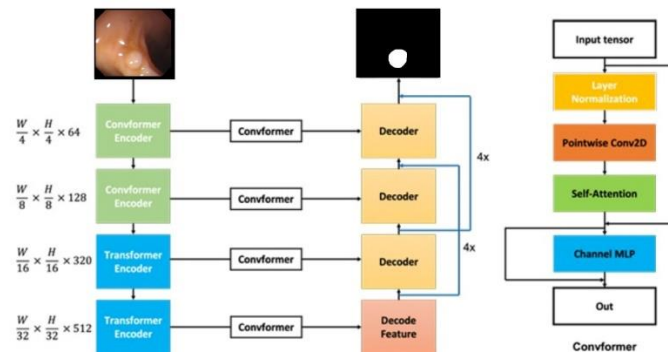 W/4 × H/4 × 64
Convformer Encoder
Convformer
Decoder
4x
W/8 × H/8 × 128
Convformer Encoder
Convformer
Decoder
W/16 × H/16 × 320
Transformer Encoder
Convformer
Decoder
4x
W/32 × H/32 × 512
Transformer Encoder
Convformer
Decode Feature
Input tensor
Layer Normalization
Pointwise Conv2D
Self-Attention
Channel MLP
Out
Convformer